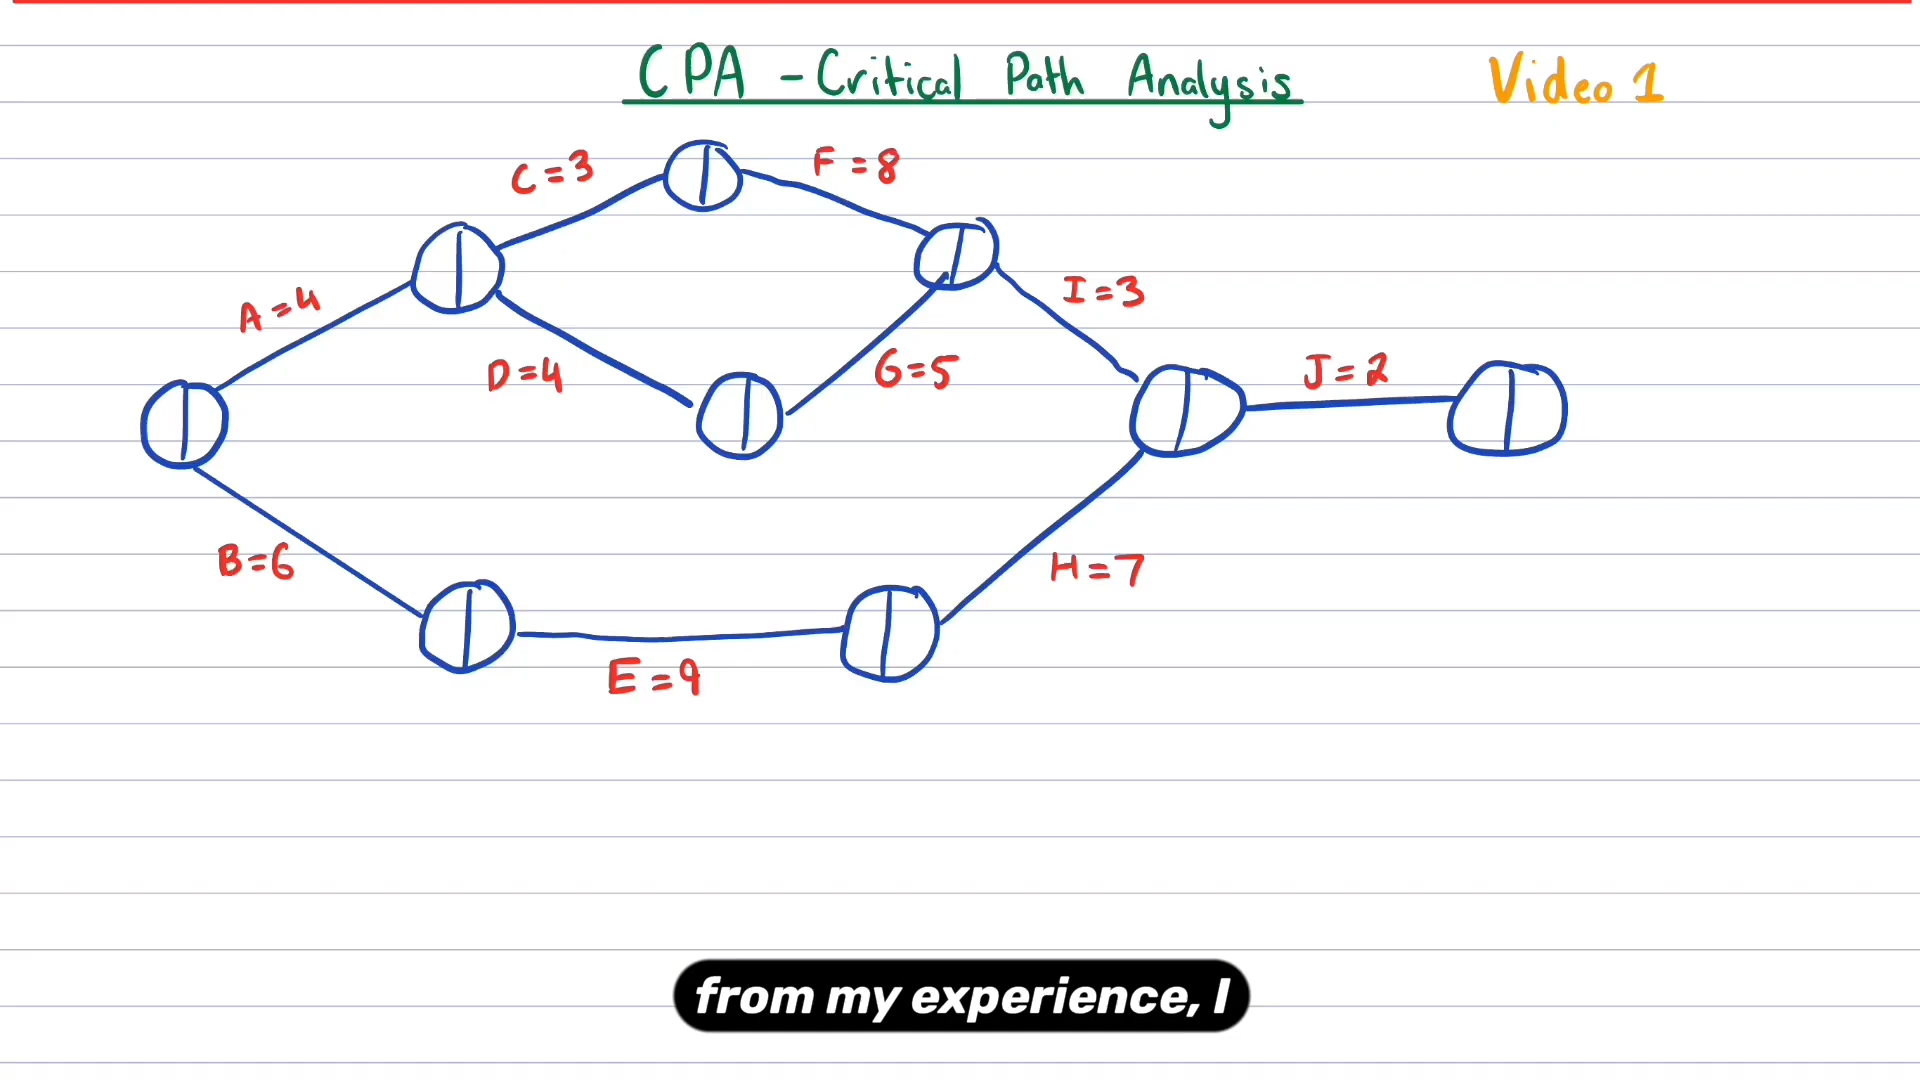 CPA - Critical Path Analysis
Video 1
C=3
F=8
A=4
I=3
D=4
G=5
J=2
B=6
H=7
E=9
from my experience, I